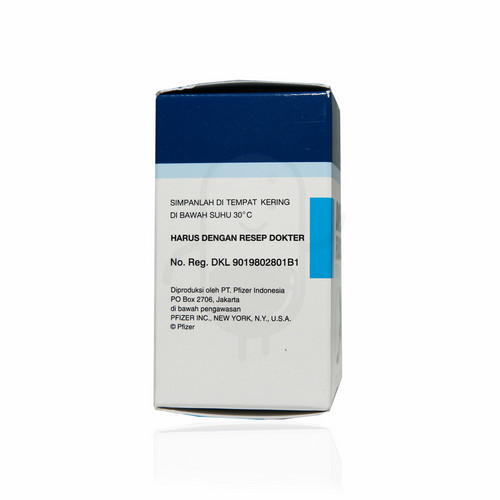 SIMPANLAH DI TEMPAT KERING
DI BAWAH SUHU 30°C
HARUS DENGAN RESEP DOKTER
No. Reg. DKL 9019802801B1
Diproduksi oleh PT. Pfizer Indonesia
PO Box 2706, Jakarta
di bawah pengawasan
PFIZER INC., NEW YORK, N.Y., U.S.A.
© Pfizer